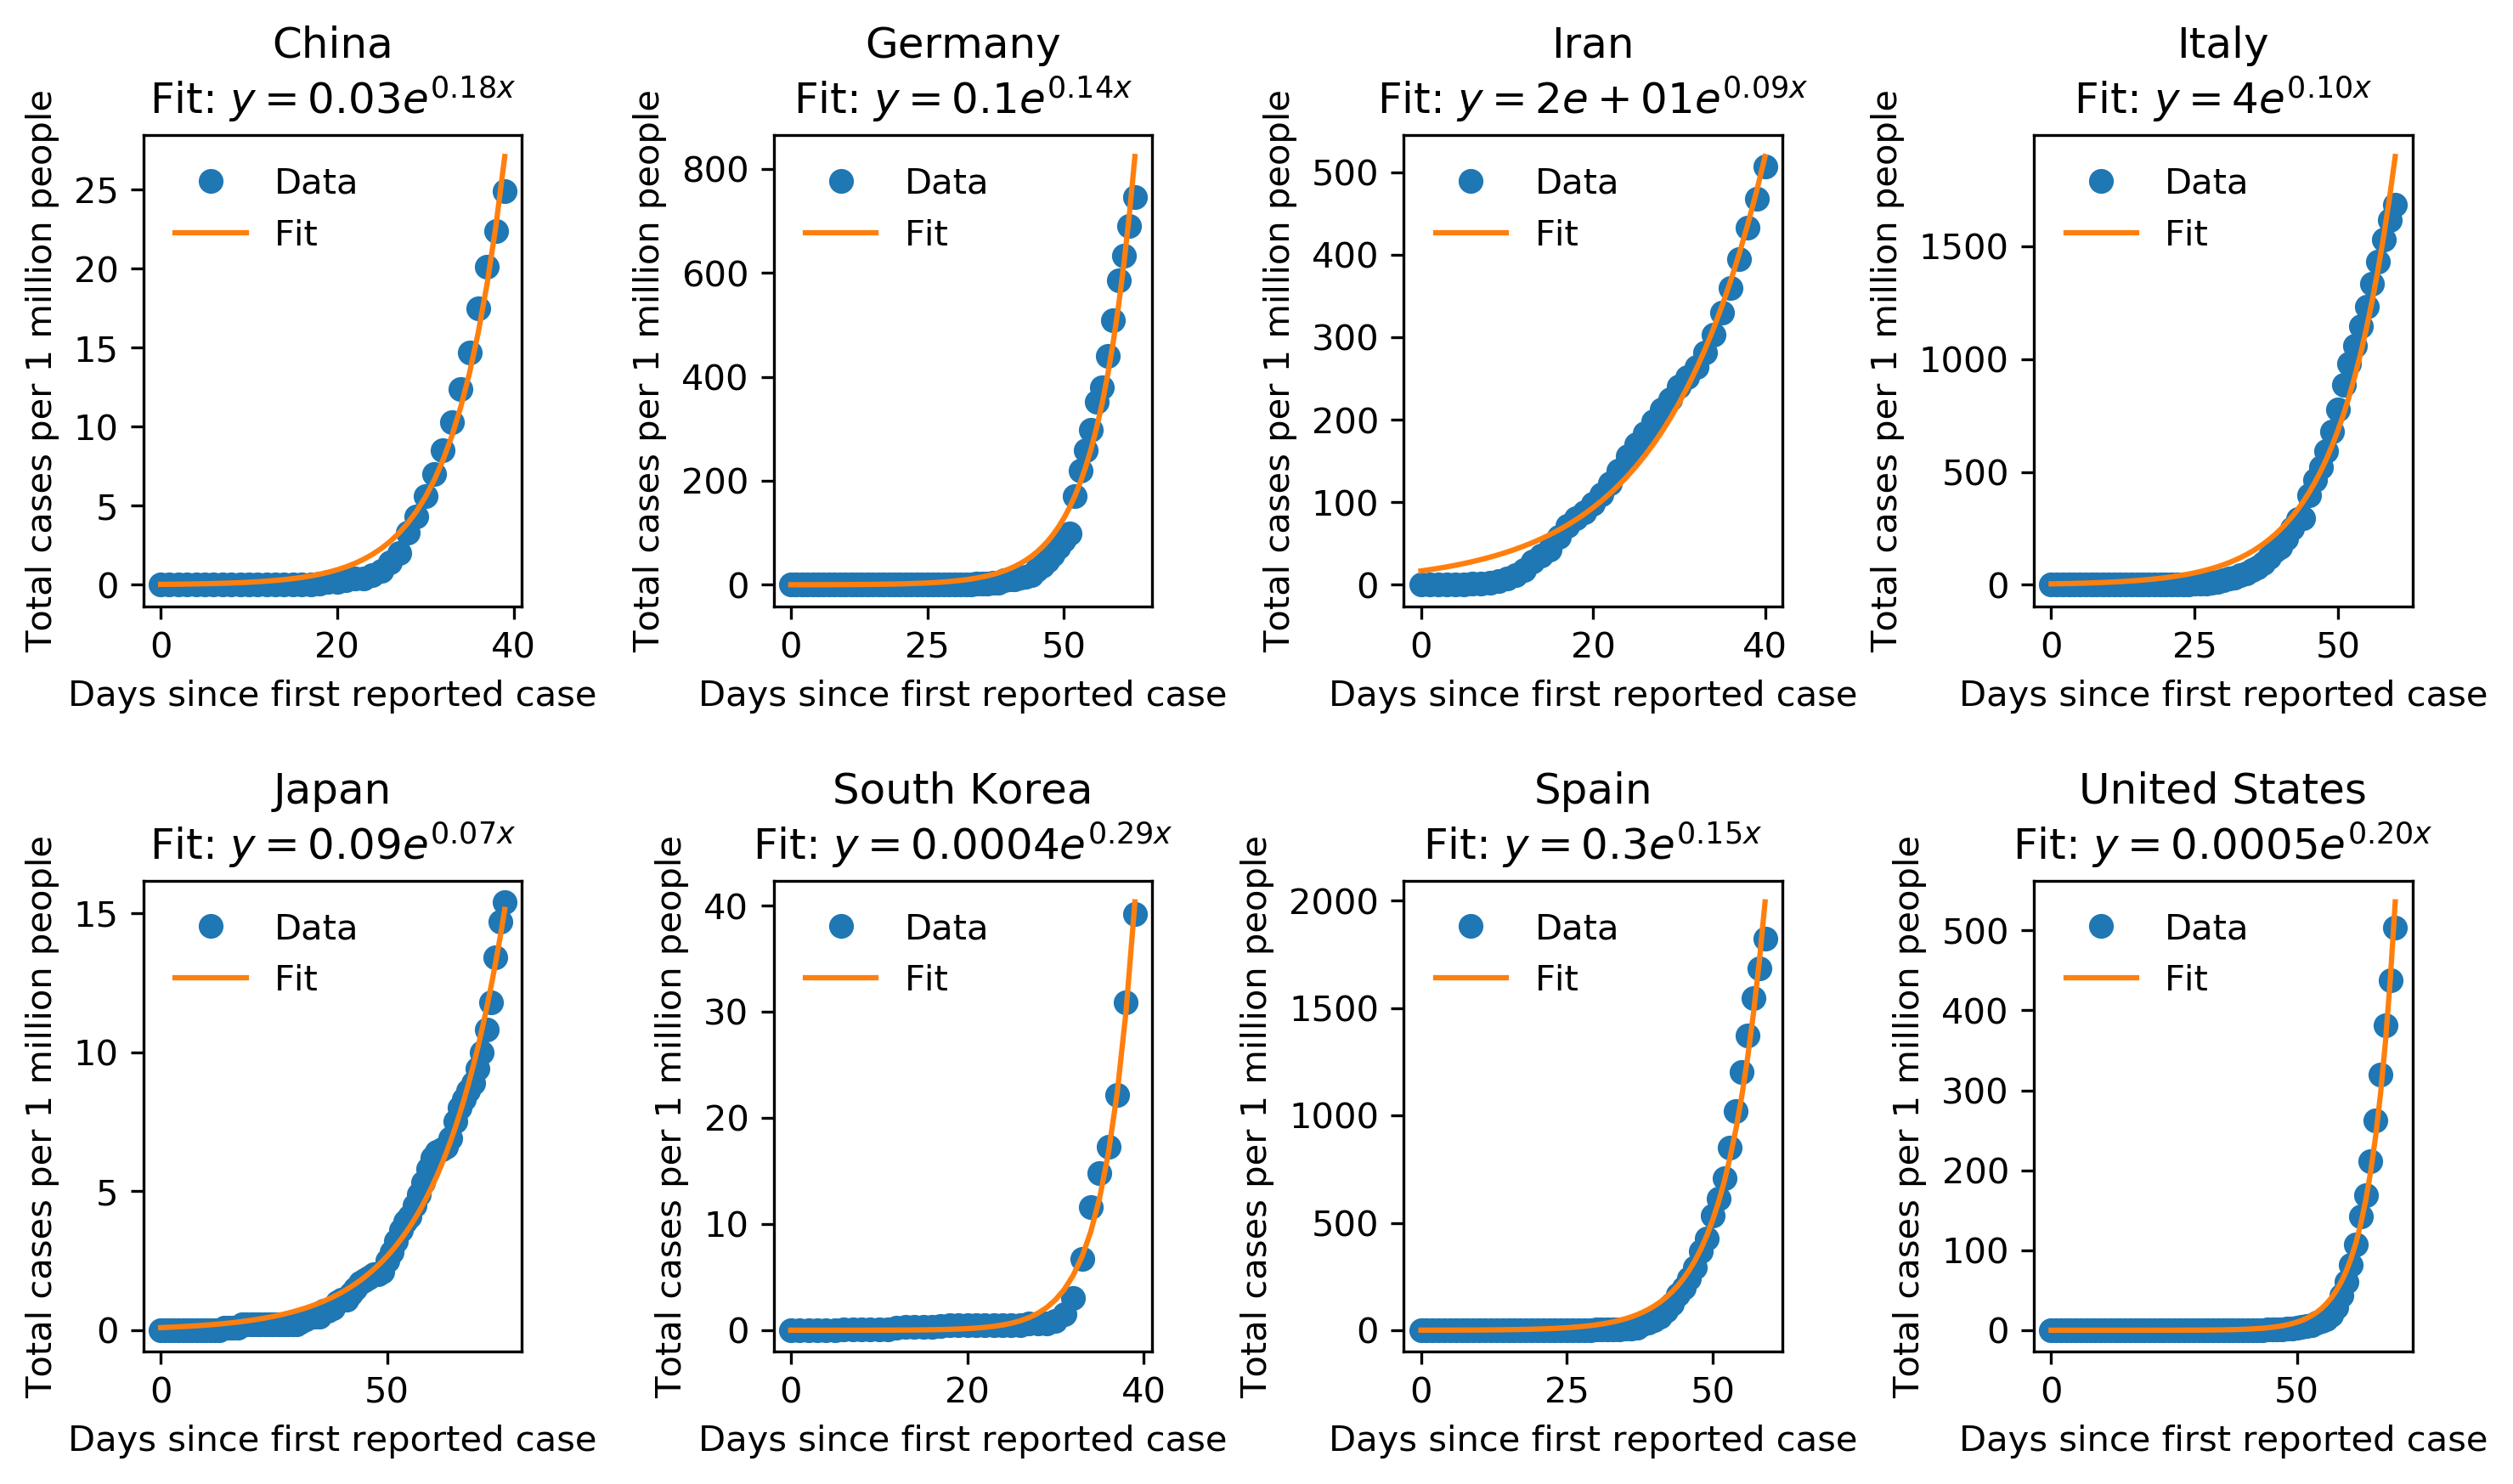 China
Fit: y = 0.03e^{0.18x}
Total cases per 1 million people
25
20
15
10
5
0
Data
Fit
0 20 40
Days since first reported case
Germany
Fit: y = 0.1e^{0.14x}
Total cases per 1 million people
800
600
400
200
0
Data
Fit
0 25 50
Days since first reported case
Iran
Fit: y = 2e + 01e^{0.09x}
Total cases per 1 million people
500
400
300
200
100
0
Data
Fit
0 20 40
Days since first reported case
Italy
Fit: y = 4e^{0.10x}
Total cases per 1 million people
1500
1000
500
0
Data
Fit
0 25 50
Days since first reported case
Japan
Fit: y = 0.09e^{0.07x}
Total cases per 1 million people
15
10
5
0
Data
Fit
0 50
Days since first reported case
South Korea
Fit: y = 0.0004e^{0.29x}
Total cases per 1 million people
40
30
20
10
0
Data
Fit
0 20 40
Days since first reported case
Spain
Fit: y = 0.3e^{0.15x}
Total cases per 1 million people
2000
1500
1000
500
0
Data
Fit
0 25 50
Days since first reported case
United States
Fit: y = 0.0005e^{0.20x}
Total cases per 1 million people
500
400
300
200
100
0
Data
Fit
0 50
Days since first reported case